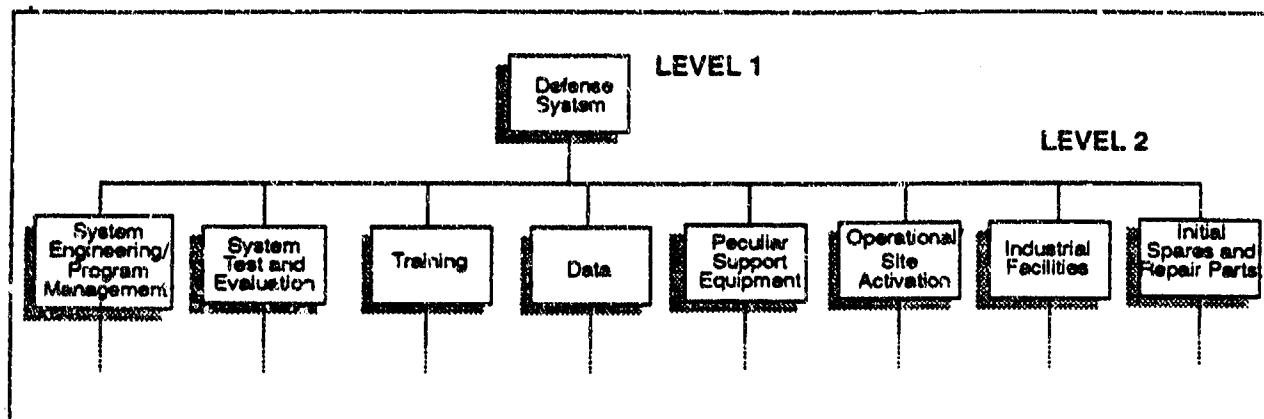 LEVEL 1
Defense
System
LEVEL 2
System
Engineering/
Program
Management
System
Test and
Evaluation
Training
Data
Peculiar
Support
Equipment
Operational/
Site
Activation
Industrial
Facilities
Initial
Spares and
Repair Parts